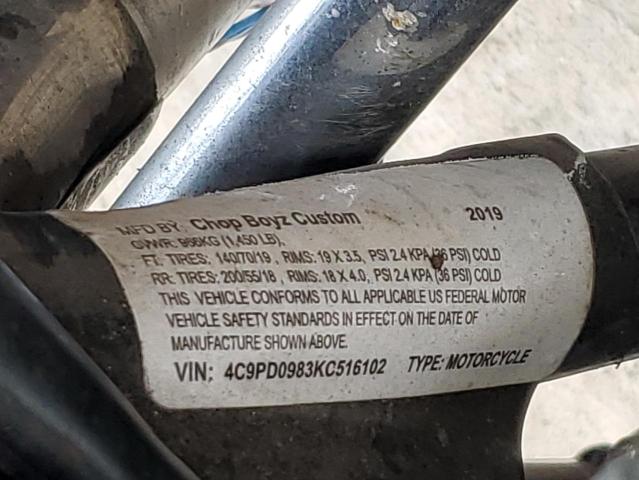 MFD BY: Chop Boyz Custom 2019
GVWR: 966KG (1,450 LB),
FT. TIRES: 140/70/19 , RIMS: 19 X 3.5, PSI 2.4 KPA (36 PSI) COLD
RR: TIRES: 200/55/18 , RIMS: 18 X 4.0, PSI 2.4 KPA (36 PSI) COLD
THIS VEHICLE CONFORMS TO ALL APPLICABLE US FEDERAL MOTOR
VEHICLE SAFETY STANDARDS IN EFFECT ON THE DATE OF
MANUFACTURE SHOWN ABOVE.
VIN: 4C9PD0983KC516102 TYPE: MOTORCYCLE